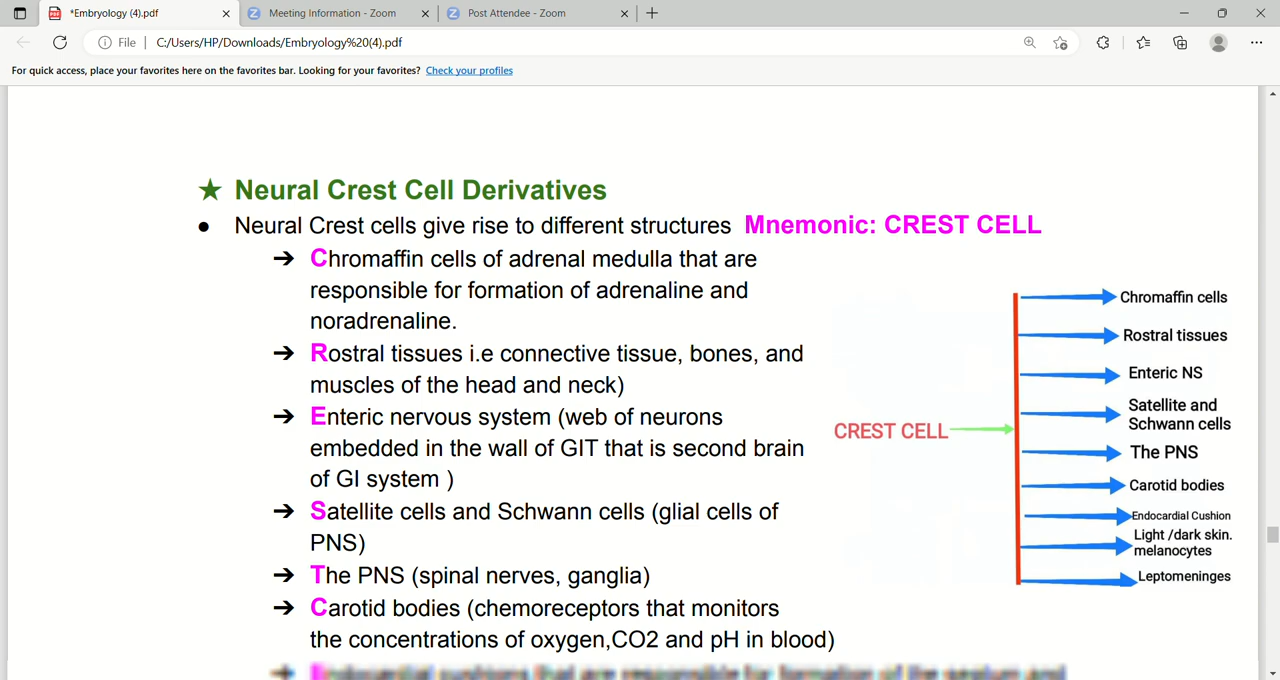 *Embryology (4).pdf
Meeting Information - Zoom
Post Attendee - Zoom
File
C:/Users/HP/Downloads/Embryology%20(4).pdf
For quick access, place your favorites here on the favorites bar. Looking for your favorites? Check your profiles
★ Neural Crest Cell Derivatives
● Neural Crest cells give rise to different structures Mnemonic: CREST CELL
➔ Chromaffin cells of adrenal medulla that are
responsible for formation of adrenaline and
noradrenaline.
➔ Rostral tissues i.e connective tissue, bones, and
muscles of the head and neck)
➔ Enteric nervous system (web of neurons
embedded in the wall of GIT that is second brain
of GI system )
➔ Satellite cells and Schwann cells (glial cells of
PNS)
➔ The PNS (spinal nerves, ganglia)
➔ Carotid bodies (chemoreceptors that monitors
the concentrations of oxygen,CO2 and pH in blood)
CREST CELL
Chromaffin cells
Rostral tissues
Enteric NS
Satellite and
Schwann cells
The PNS
Carotid bodies
Endocardial Cushion
Light /dark skin.
melanocytes
Leptomeninges